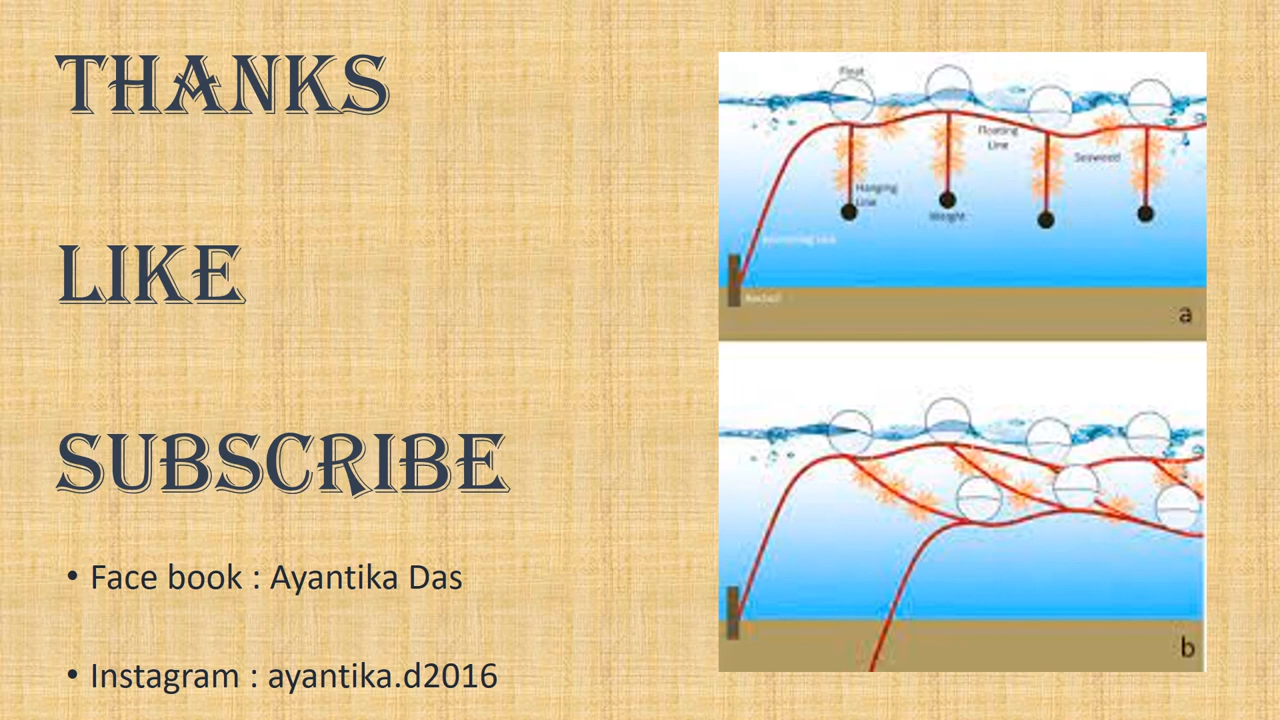 THANKS
LIKE
SUBSCRIBE
• Face book : Ayantika Das
• Instagram : ayantika.d2016
Float
Floating
Line
Seaweed
Hanging
Line
Weight
a
b